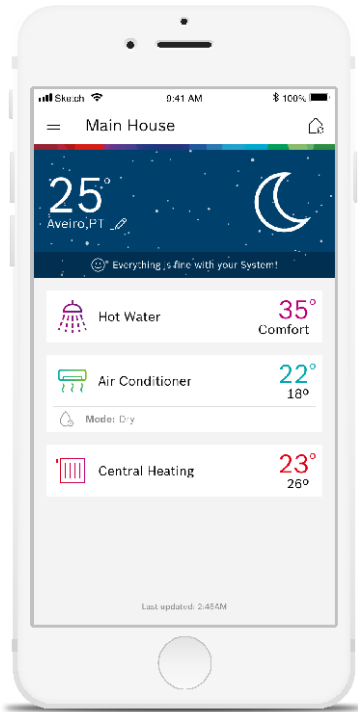 Sketch 9:41 AM 100%
Main House
25°
Aveiro,PT
Everything is fine with your System!
Hot Water 35°
Comfort
Air Conditioner 22°
18º
Mode: Dry
Central Heating 23°
26º
Last updated: 2:45AM